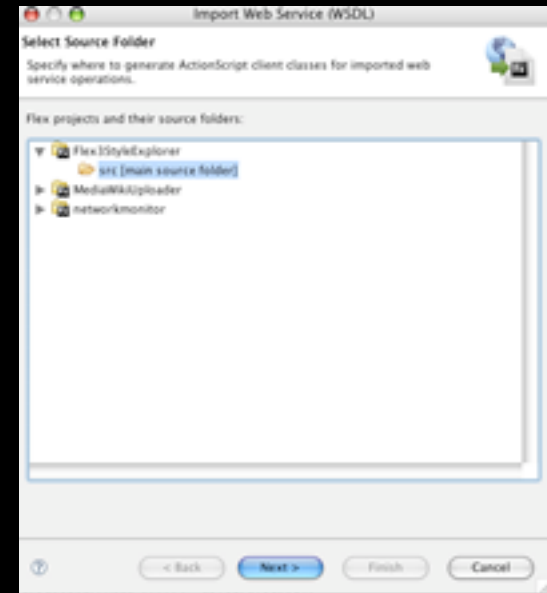 Import Web Service (WSDL)
Select Source Folder
Specify where to generate ActionScript client classes for imported web
service operations.
Flex projects and their source folders:
Flex3StyleExplorer
src [main source folder]
MediaWikiUploader
networkmonitor
?
< Back
Next >
Finish
Cancel